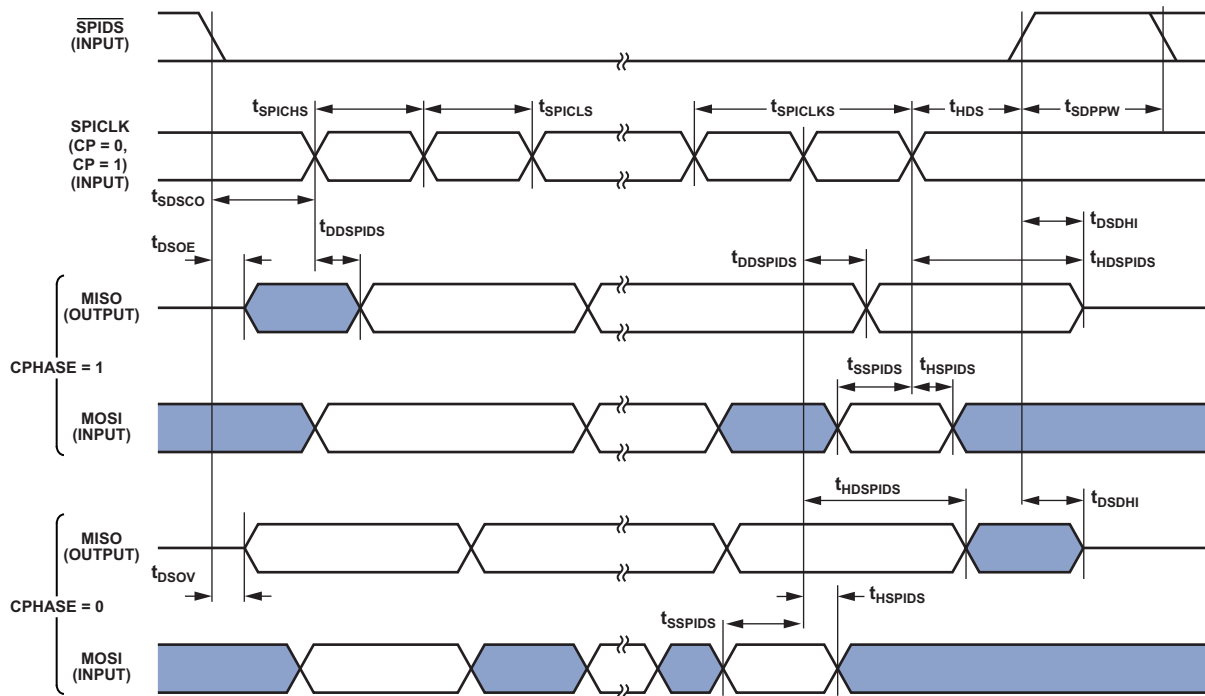 SPIDS
(INPUT)
tSPICHS
tSPICLS
tSPICLKS
tHDS
tSDPPW
SPICLK
(CP = 0,
CP = 1)
(INPUT)
tSDSCO
tDSOE
tDDSPIDS
tDDSPIDS
tDSDHI
tHDSPIDS
MISO
(OUTPUT)
CPHASE = 1
tSSPIDS
tHSPIDS
MOSI
(INPUT)
tHDSPIDS
tDSDHI
MISO
(OUTPUT)
tDSOV
CPHASE = 0
tHSPIDS
tSSPIDS
MOSI
(INPUT)